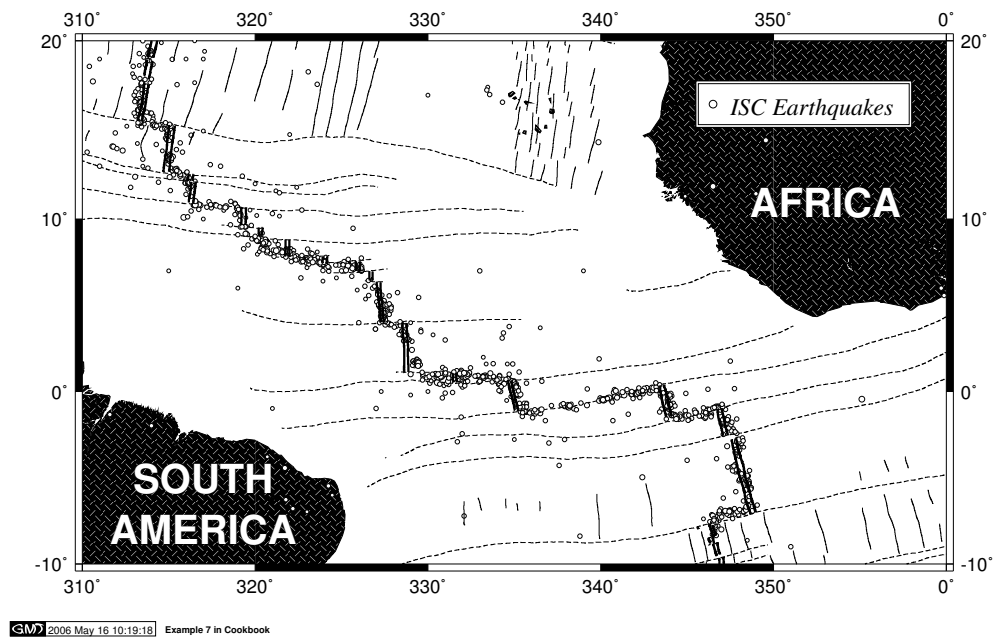 310˚ 320˚ 330˚ 340˚ 350˚ 0˚
20˚ 20˚
ISC Earthquakes
AFRICA
10˚ 10˚
0˚ 0˚
SOUTH
AMERICA
-10˚ -10˚
310˚ 320˚ 330˚ 340˚ 350˚ 0˚
GMT 2006 May 16 10:19:18 Example 7 in Cookbook